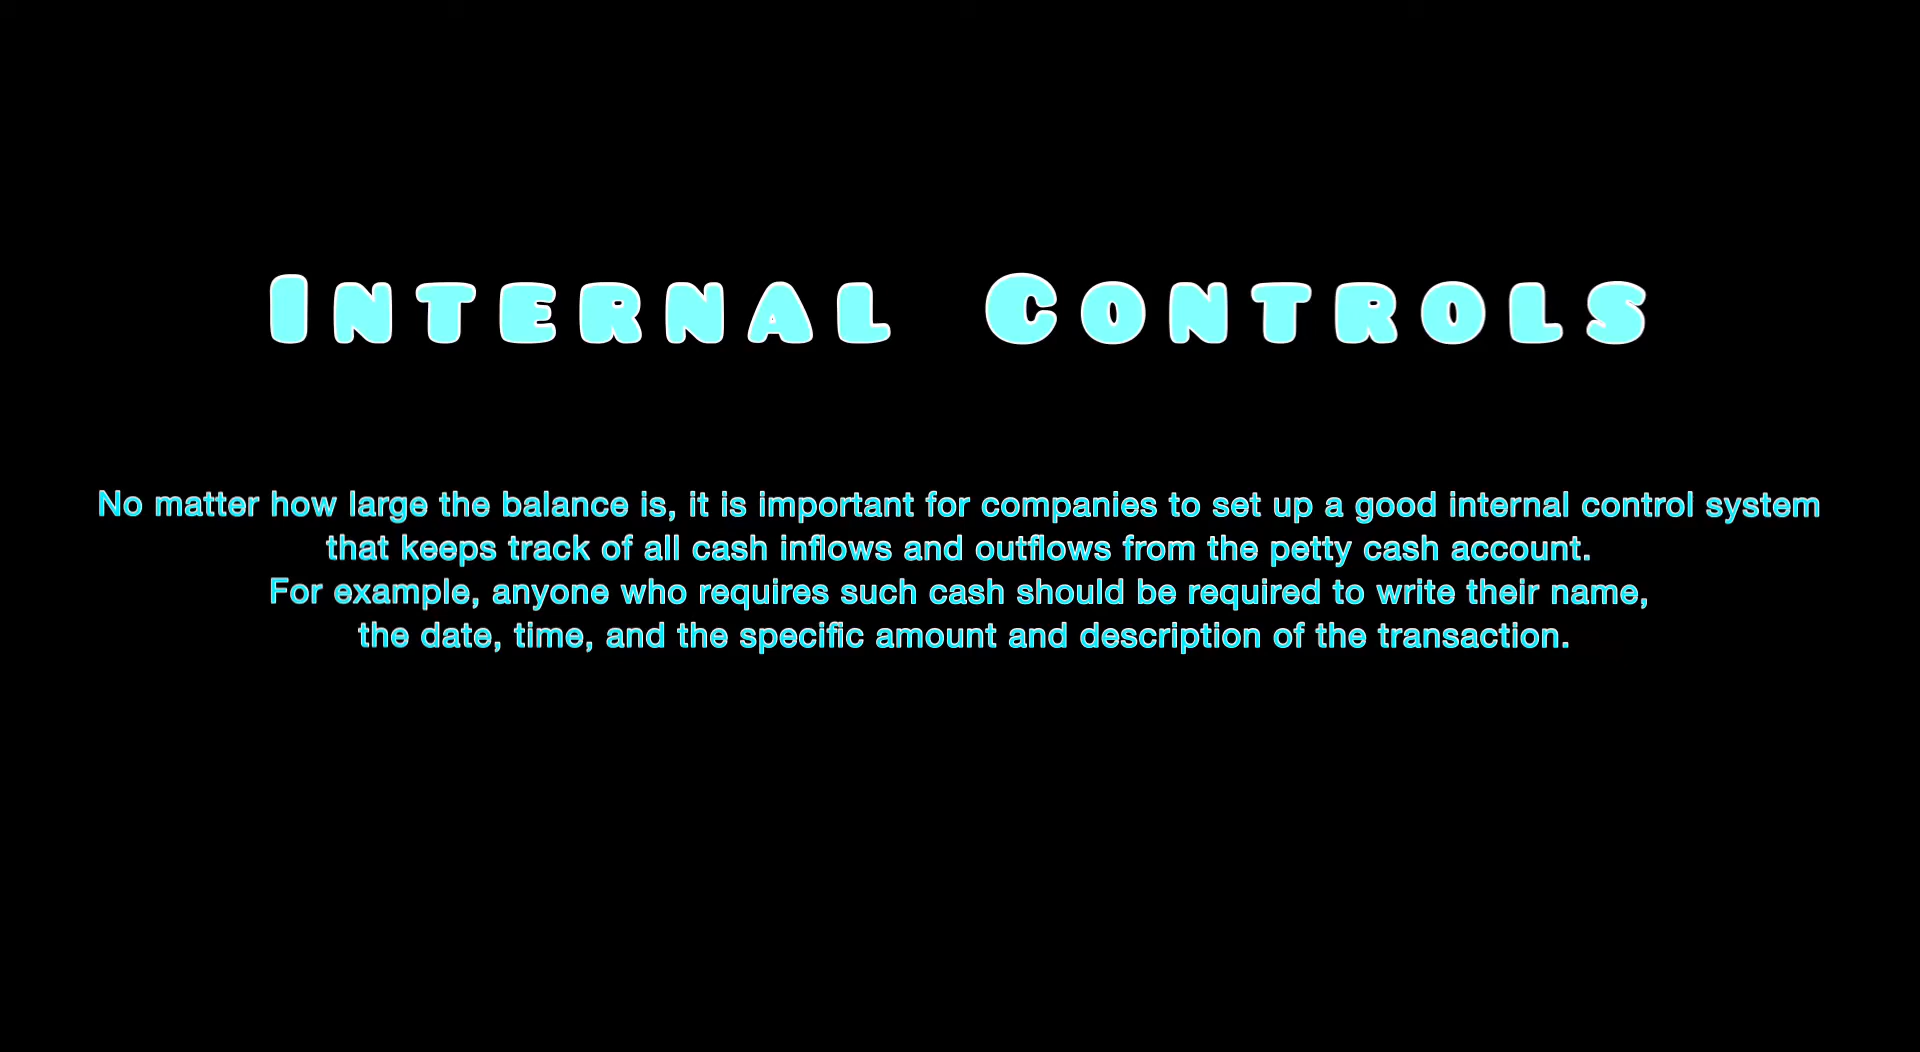 Internal Controls
No matter how large the balance is, it is important for companies to set up a good internal control system
that keeps track of all cash inflows and outflows from the petty cash account.
For example, anyone who requires such cash should be required to write their name,
the date, time, and the specific amount and description of the transaction.